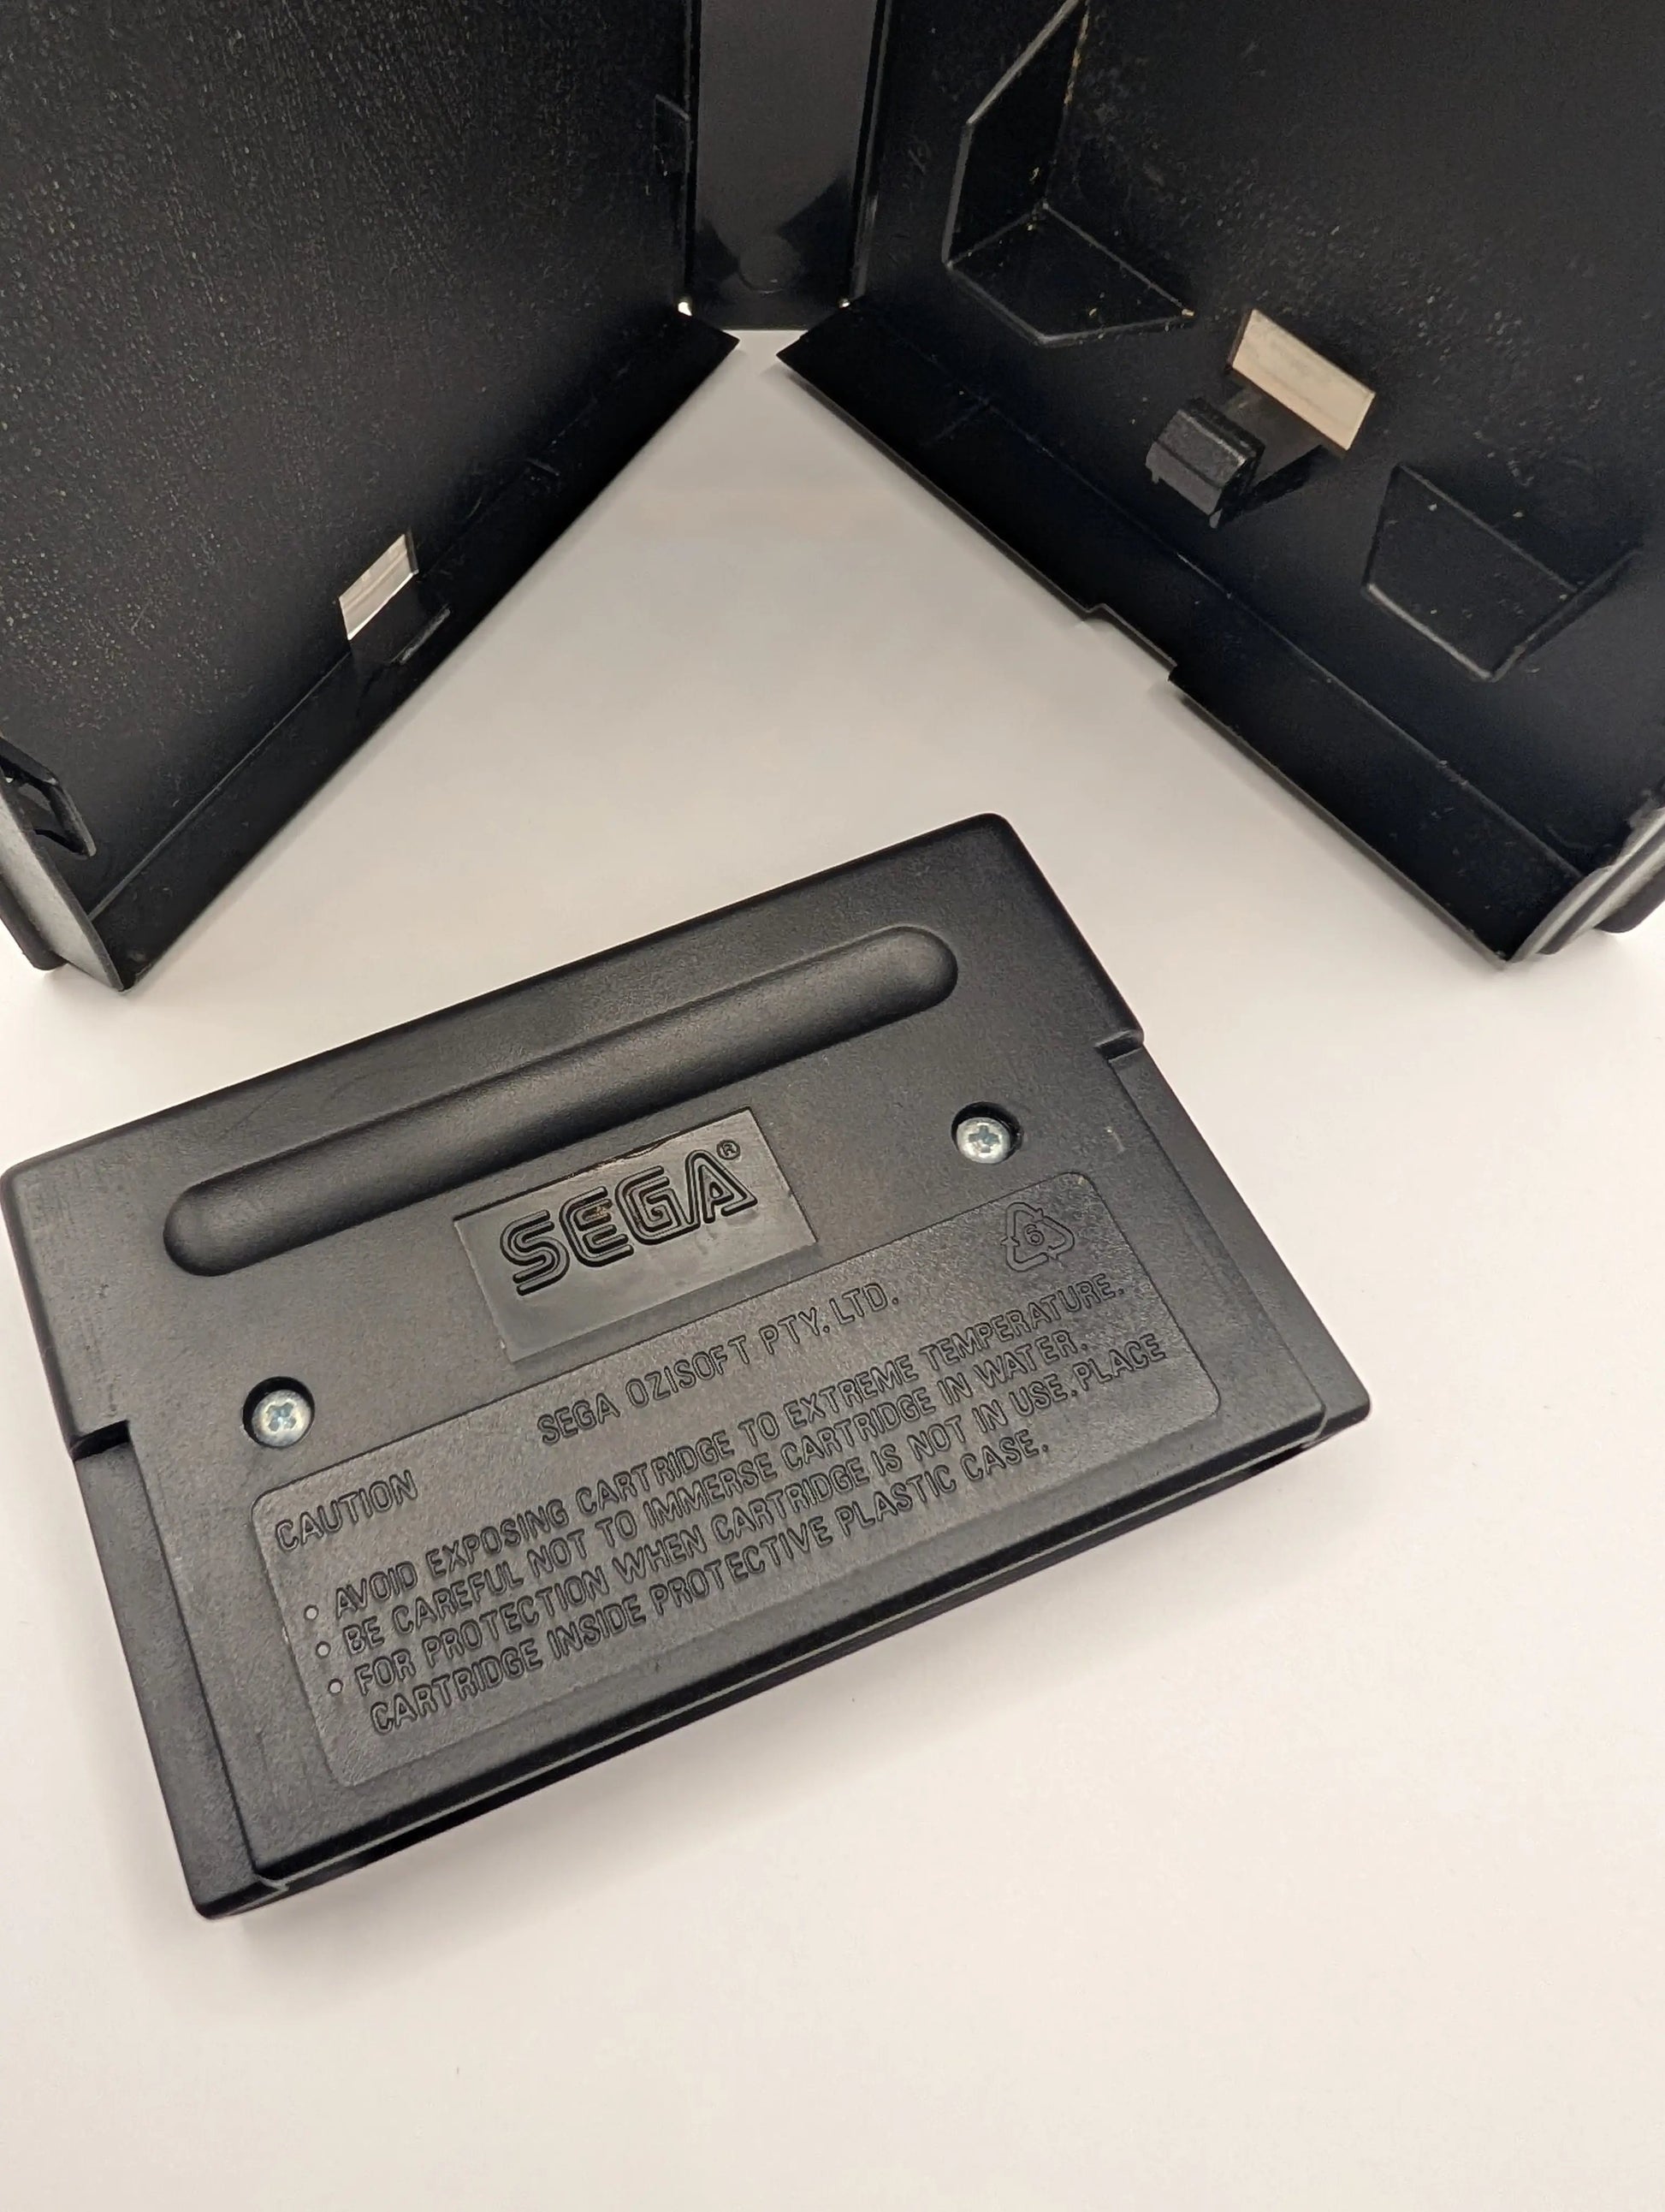 SEGA®
SEGA OZISOFT PTY. LTD.
6
CAUTION
• AVOID EXPOSING CARTRIDGE TO EXTREME TEMPERATURE.
• BE CAREFUL NOT TO IMMERSE CARTRIDGE IN WATER.
• FOR PROTECTION WHEN CARTRIDGE IS NOT IN USE, PLACE
CARTRIDGE INSIDE PROTECTIVE PLASTIC CASE.